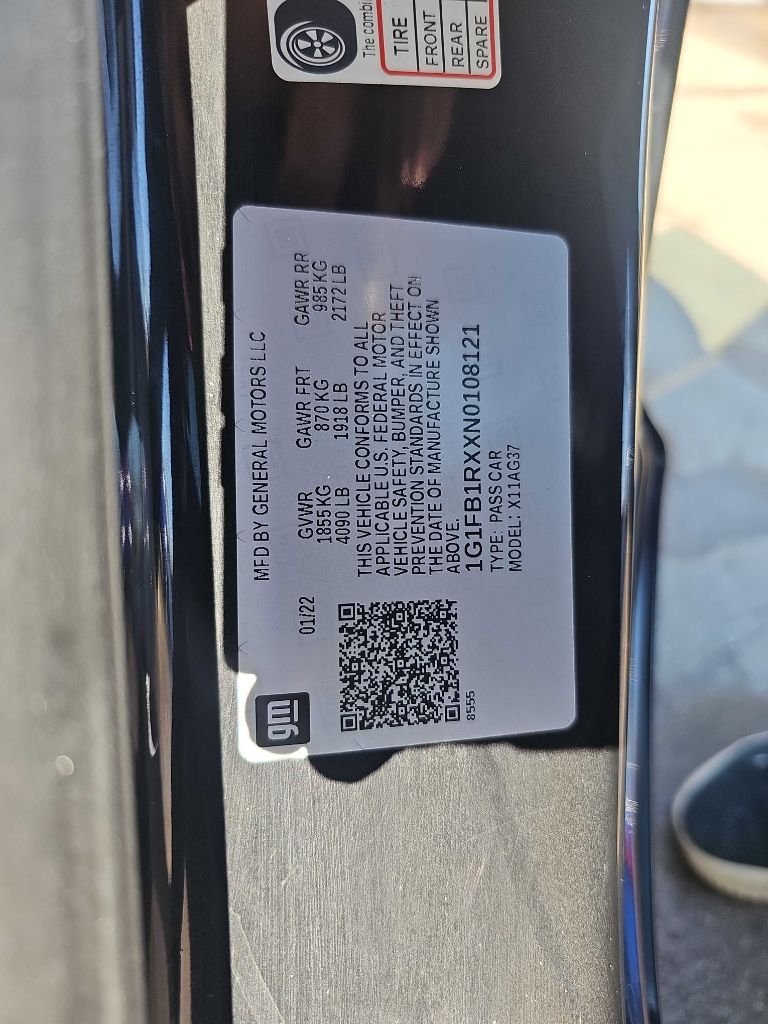 The combi
TIRE
FRONT
REAR
SPARE
MFD BY GENERAL MOTORS LLC
01/22
GVWR GAWR FRT GAWR RR
1855 KG 870 KG 985 KG
4090 LB 1918 LB 2172 LB
THIS VEHICLE CONFORMS TO ALL
APPLICABLE U.S. FEDERAL MOTOR
VEHICLE SAFETY, BUMPER, AND THEFT
PREVENTION STANDARDS IN EFFECT ON
THE DATE OF MANUFACTURE SHOWN
ABOVE.
1G1FB1RXXN0108121
TYPE: PASS CAR
MODEL: X11AG37
gm
8555